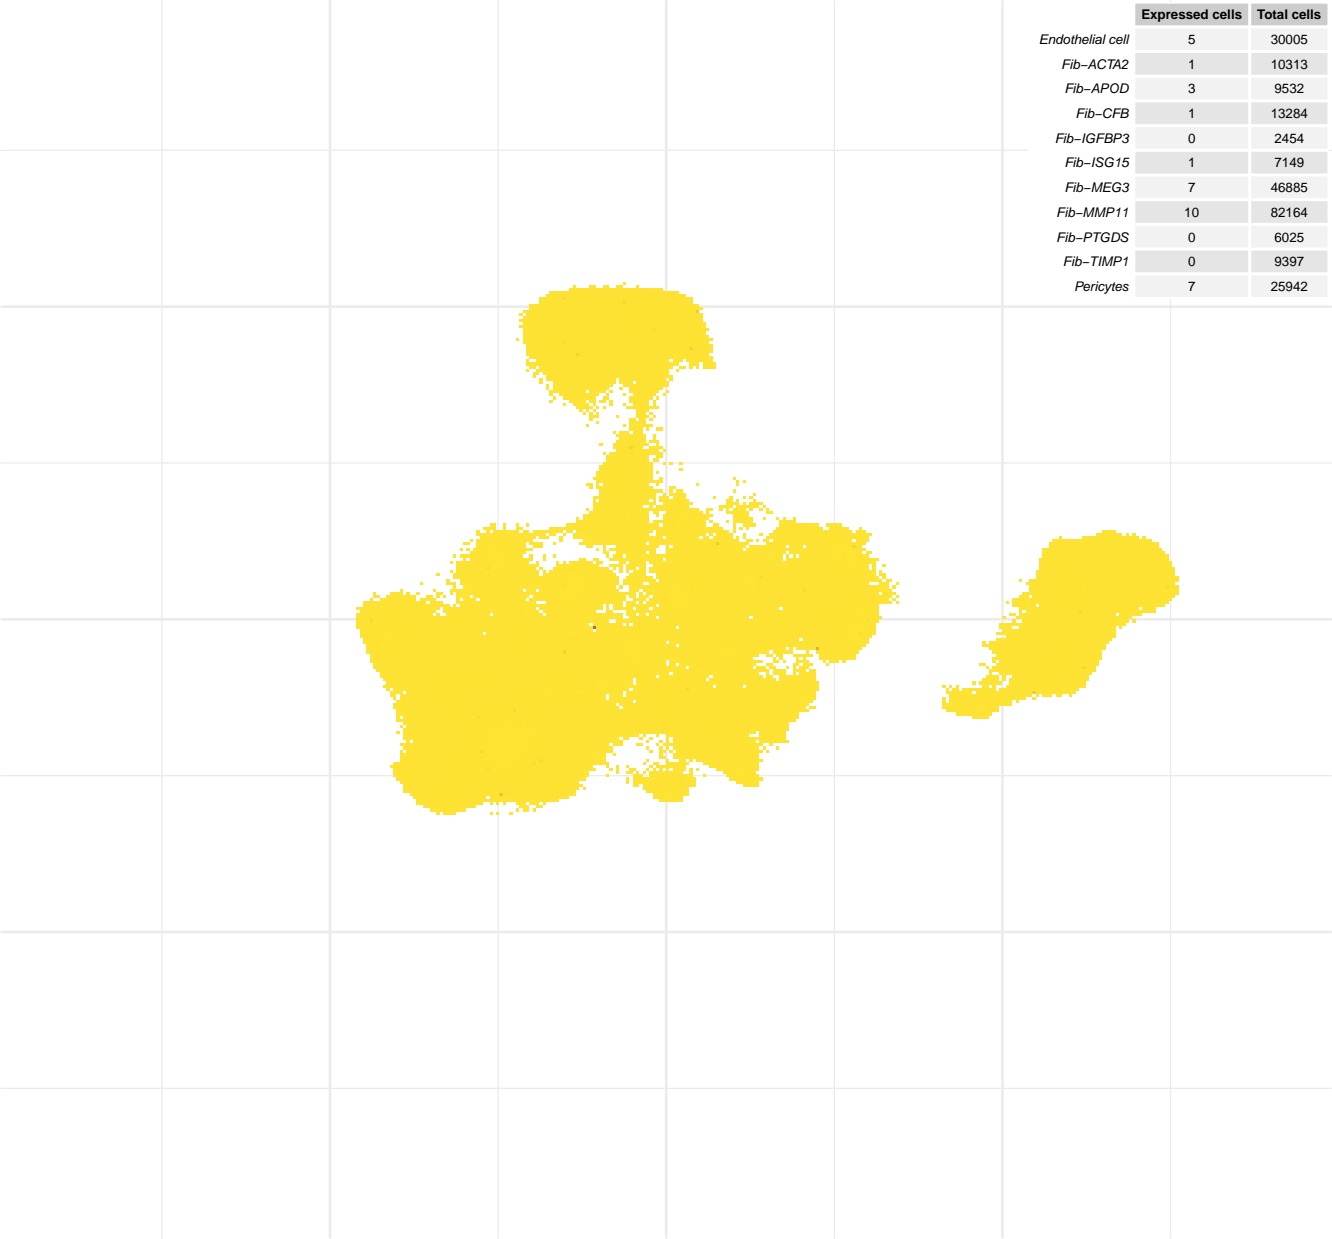 Expressed cells Total cells
Endothelial cell 5 30005
Fib−ACTA2 1 10313
Fib−APOD 3 9532
Fib−CFB 1 13284
Fib−IGFBP3 0 2454
Fib−ISG15 1 7149
Fib−MEG3 7 46885
Fib−MMP11 10 82164
Fib−PTGDS 0 6025
Fib−TIMP1 0 9397
Pericytes 7 25942